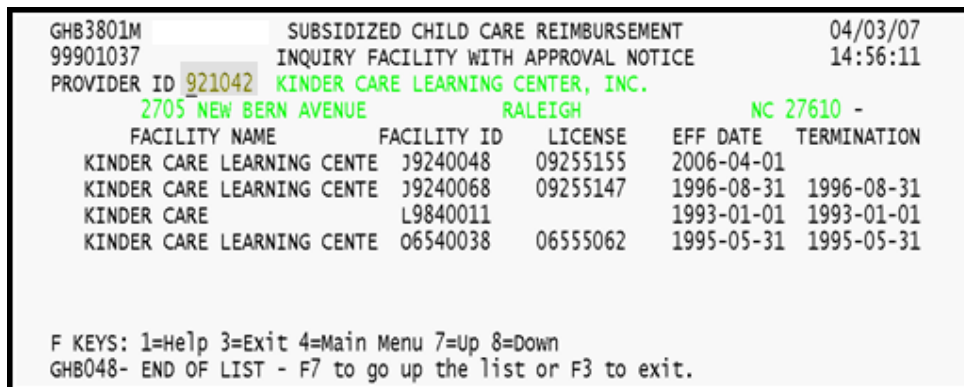 GHB3801M SUBSIDIZED CHILD CARE REIMBURSEMENT 04/03/07
99901037 INQUIRY FACILITY WITH APPROVAL NOTICE 14:56:11
PROVIDER ID 921042 KINDER CARE LEARNING CENTER, INC.
2705 NEW BERN AVENUE RALEIGH NC 27610 -
FACILITY NAME FACILITY ID LICENSE EFF DATE TERMINATION
KINDER CARE LEARNING CENTE J9240048 09255155 2006-04-01
KINDER CARE LEARNING CENTE J9240068 09255147 1996-08-31 1996-08-31
KINDER CARE L9840011 1993-01-01 1993-01-01
KINDER CARE LEARNING CENTE O6540038 06555062 1995-05-31 1995-05-31
F KEYS: 1=Help 3=Exit 4=Main Menu 7=Up 8=Down
GHB048- END OF LIST - F7 to go up the list or F3 to exit.